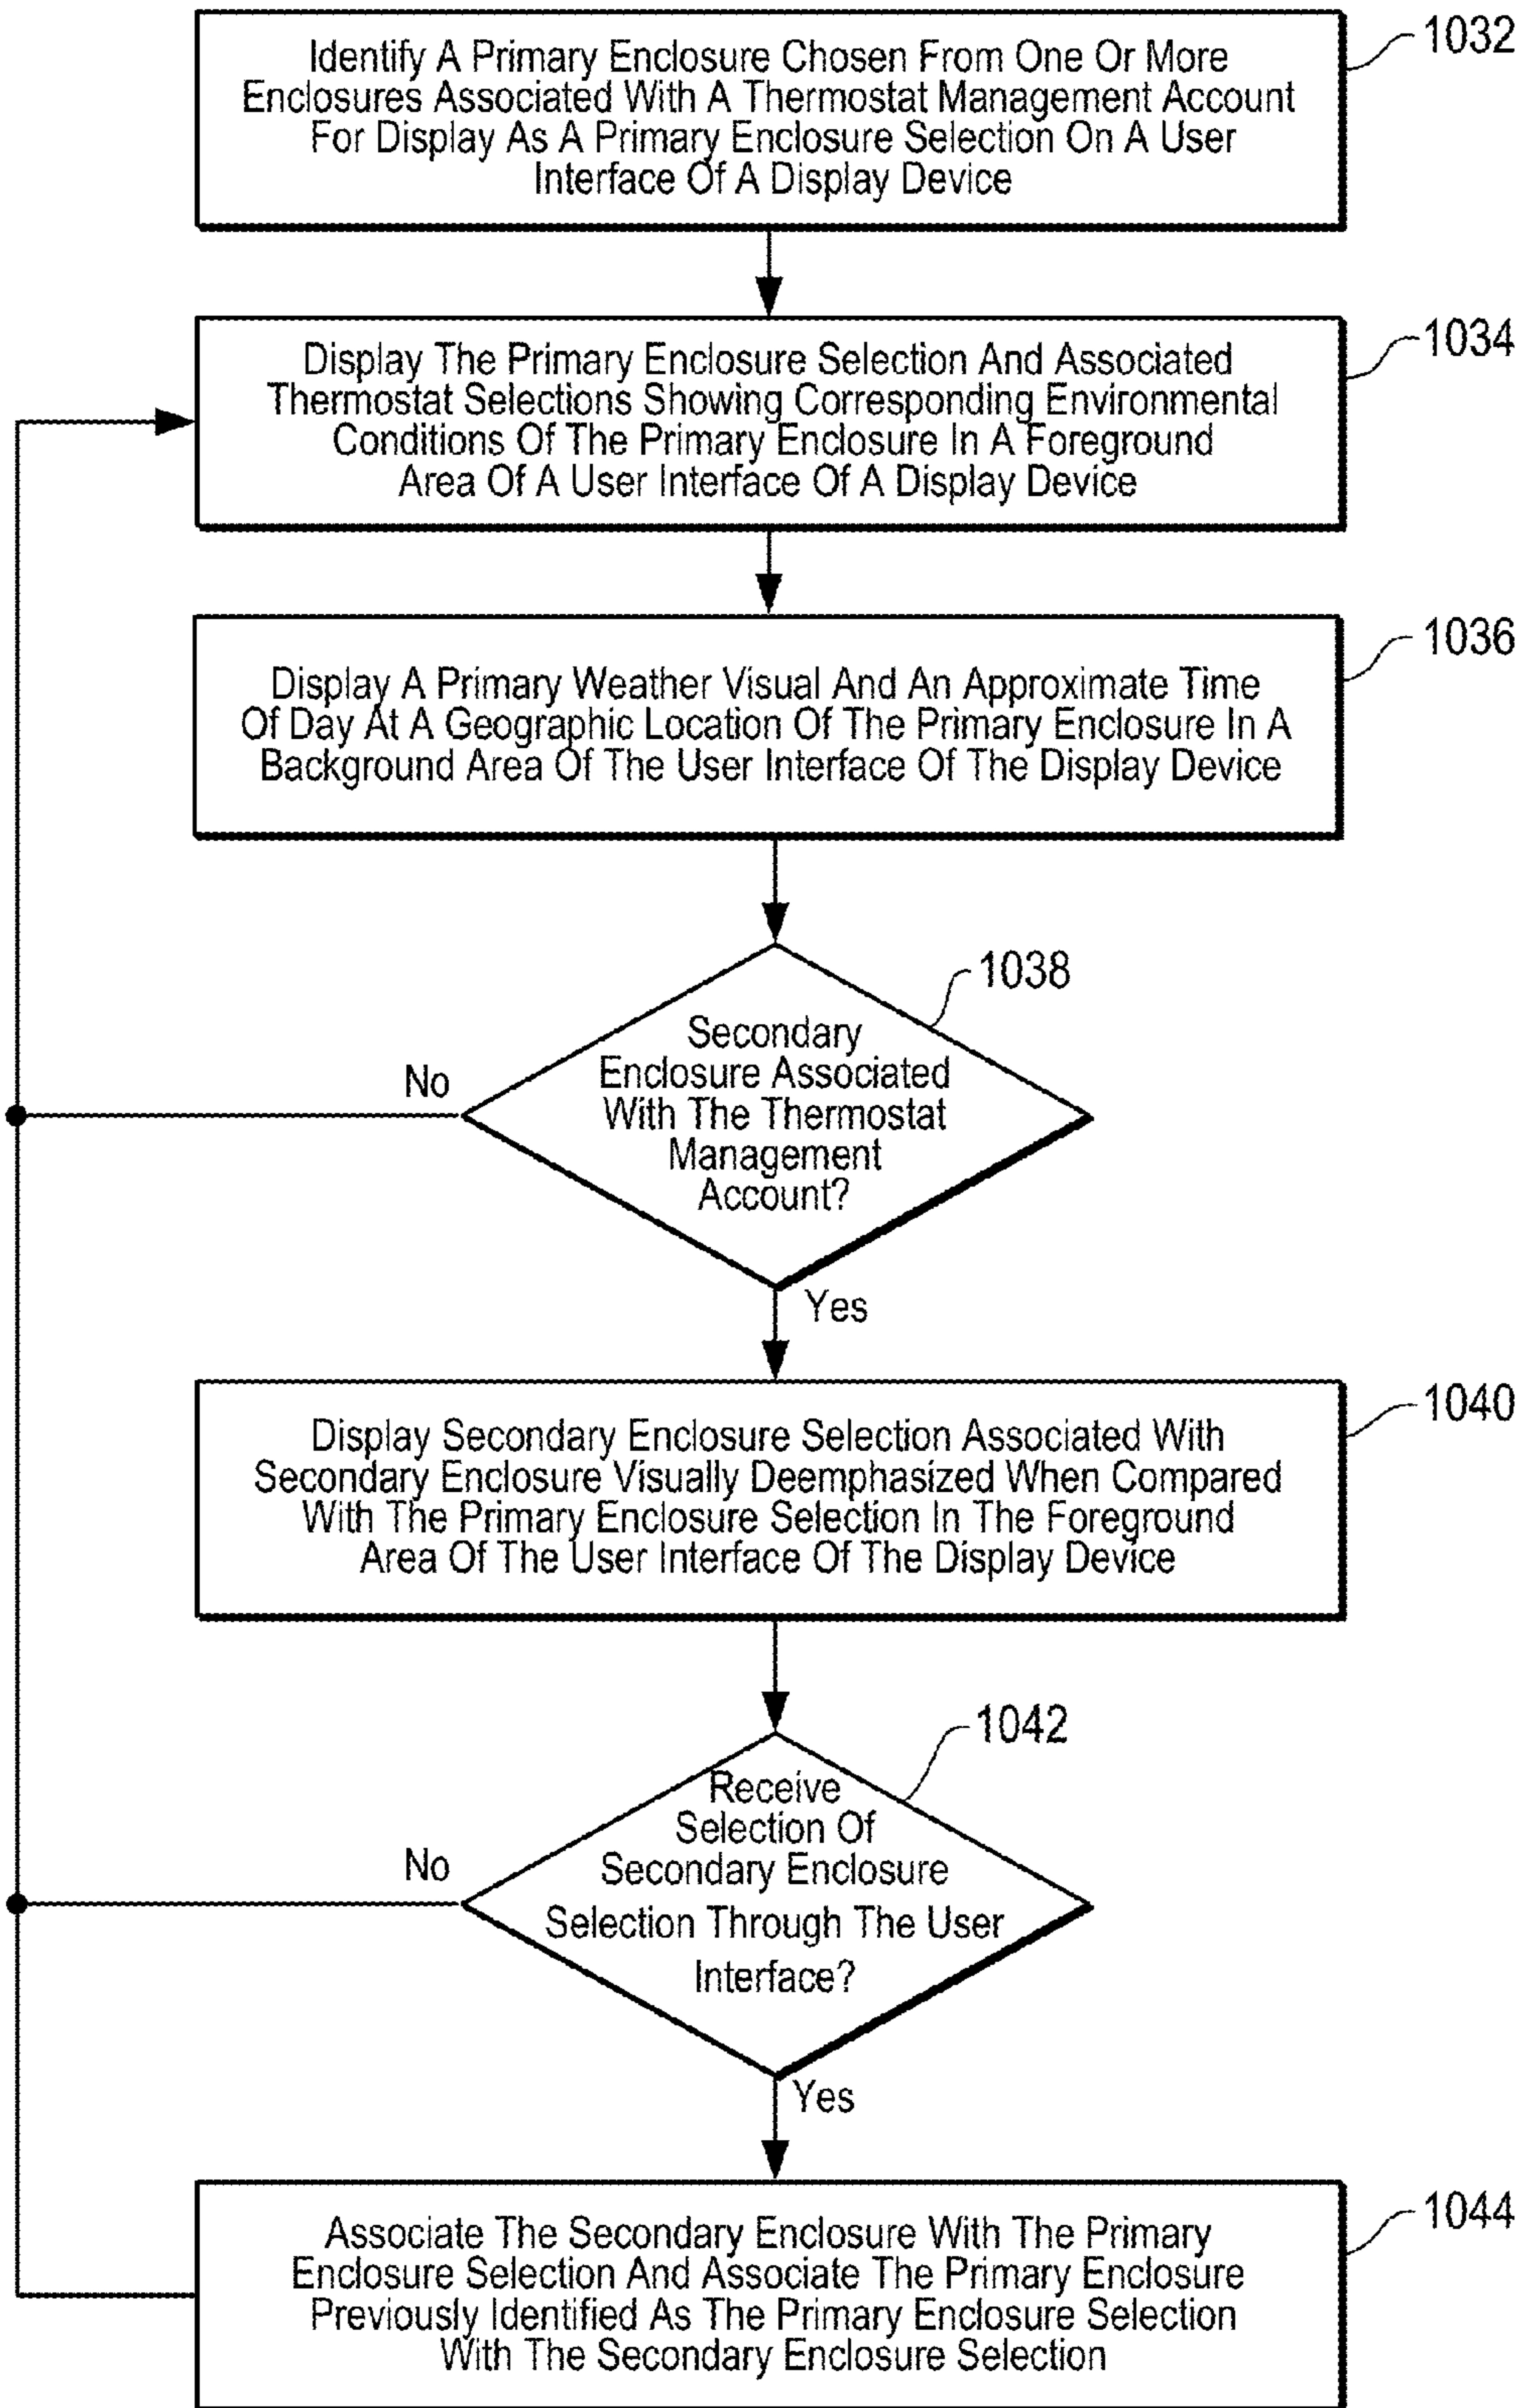 Identify A Primary Enclosure Chosen From One Or More
Enclosures Associated With A Thermostat Management Account
For Display As A Primary Enclosure Selection On A User
Interface Of A Display Device
1032
Display The Primary Enclosure Selection And Associated
Thermostat Selections Showing Corresponding Environmental
Conditions Of The Primary Enclosure In A Foreground
Area Of A User Interface Of A Display Device
1034
Display A Primary Weather Visual And An Approximate Time
Of Day At A Geographic Location Of The Primary Enclosure In A
Background Area Of The User Interface Of The Display Device
1036
Secondary
Enclosure Associated
With The Thermostat
Management
Account?
1038
No
Yes
Display Secondary Enclosure Selection Associated With
Secondary Enclosure Visually Deemphasized When Compared
With The Primary Enclosure Selection In The Foreground
Area Of The User Interface Of The Display Device
1040
Receive
Selection Of
Secondary Enclosure
Selection Through The User
Interface?
1042
No
Yes
Associate The Secondary Enclosure With The Primary
Enclosure Selection And Associate The Primary Enclosure
Previously Identified As The Primary Enclosure Selection
With The Secondary Enclosure Selection
1044